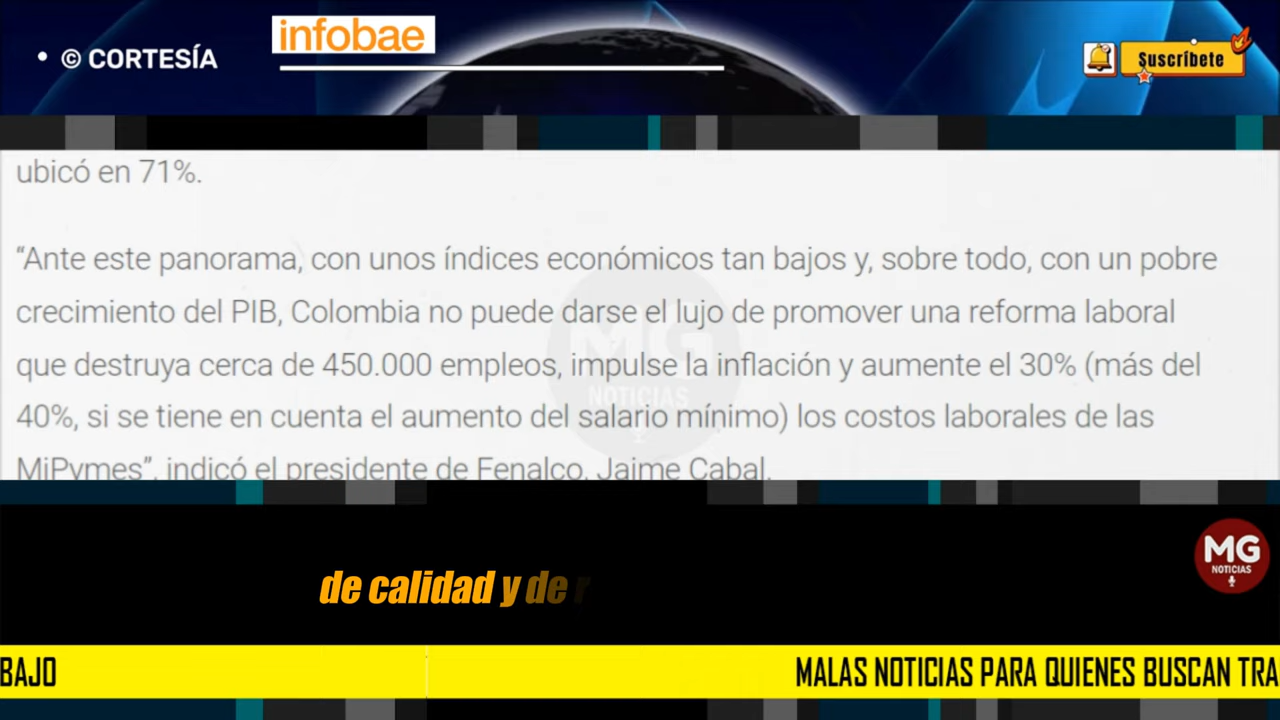 infobae
• © CORTESÍA
Suscríbete
ubicó en 71%.
“Ante este panorama, con unos índices económicos tan bajos y, sobre todo, con un pobre
crecimiento del PIB, Colombia no puede darse el lujo de promover una reforma laboral
que destruya cerca de 450.000 empleos, impulse la inflación y aumente el 30% (más del
40%, si se tiene en cuenta el aumento del salario mínimo) los costos laborales de las
MiPymes”, indicó el presidente de Fenalco, Jaime Cabal.
MG
NOTICIAS
MG
NOTICIAS
de calidad y de
BAJO
MALAS NOTICIAS PARA QUIENES BUSCAN TRA